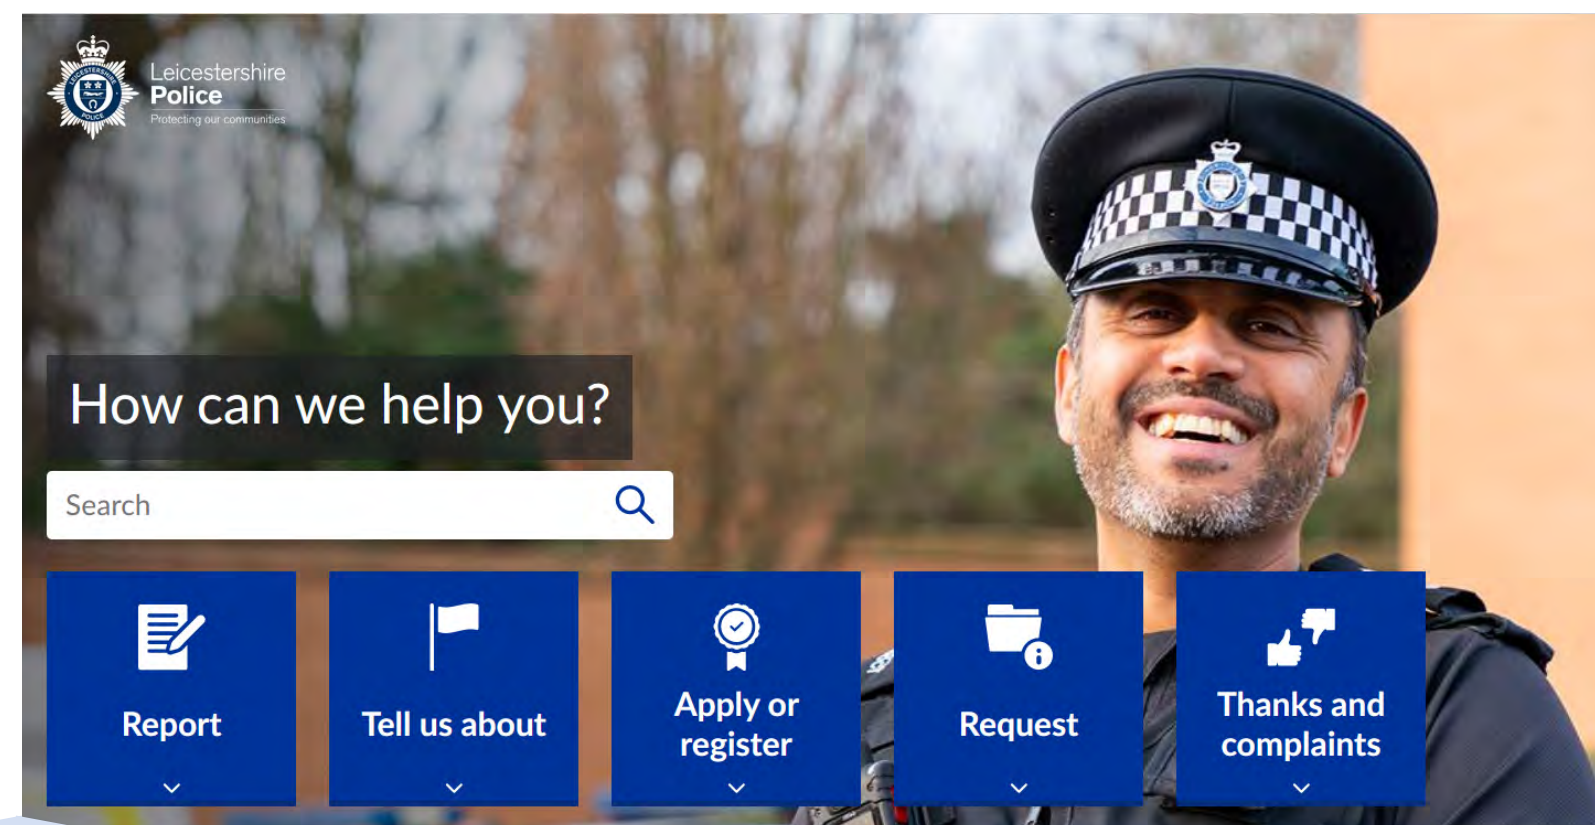 Leicestershire
Police
Protecting our communities
How can we help you?
Search
Report
Tell us about
Apply or
register
Request
Thanks and
complaints